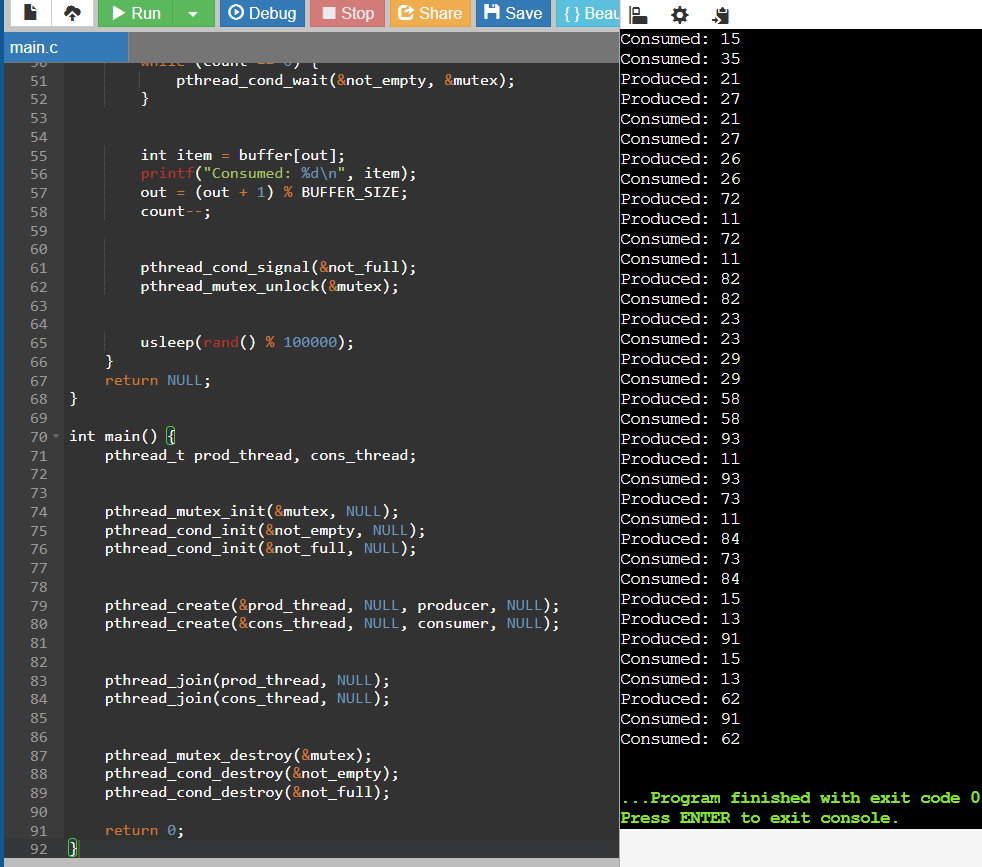 Run
Debug
Stop
Share
Save
{ } Beau
main.c
50 while (count == 0) {
51 pthread_cond_wait(&not_empty, &mutex);
52 }
53
54
55 int item = buffer[out];
56 printf("Consumed: %d\n", item);
57 out = (out + 1) % BUFFER_SIZE;
58 count--;
59
60
61 pthread_cond_signal(&not_full);
62 pthread_mutex_unlock(&mutex);
63
64
65 usleep(rand() % 100000);
66 }
67 return NULL;
68 }
69
70 int main() {
71 pthread_t prod_thread, cons_thread;
72
73
74 pthread_mutex_init(&mutex, NULL);
75 pthread_cond_init(&not_empty, NULL);
76 pthread_cond_init(&not_full, NULL);
77
78
79 pthread_create(&prod_thread, NULL, producer, NULL);
80 pthread_create(&cons_thread, NULL, consumer, NULL);
81
82
83 pthread_join(prod_thread, NULL);
84 pthread_join(cons_thread, NULL);
85
86
87 pthread_mutex_destroy(&mutex);
88 pthread_cond_destroy(&not_empty);
89 pthread_cond_destroy(&not_full);
90
91 return 0;
92 }
Consumed: 15
Consumed: 35
Produced: 21
Produced: 27
Consumed: 21
Consumed: 27
Produced: 26
Consumed: 26
Produced: 72
Produced: 11
Consumed: 72
Consumed: 11
Produced: 82
Consumed: 82
Produced: 23
Consumed: 23
Produced: 29
Consumed: 29
Produced: 58
Consumed: 58
Produced: 93
Produced: 11
Consumed: 93
Produced: 73
Consumed: 11
Produced: 84
Consumed: 73
Consumed: 84
Produced: 15
Produced: 13
Produced: 91
Consumed: 15
Consumed: 13
Produced: 62
Consumed: 91
Consumed: 62
...Program finished with exit code 0
Press ENTER to exit console.